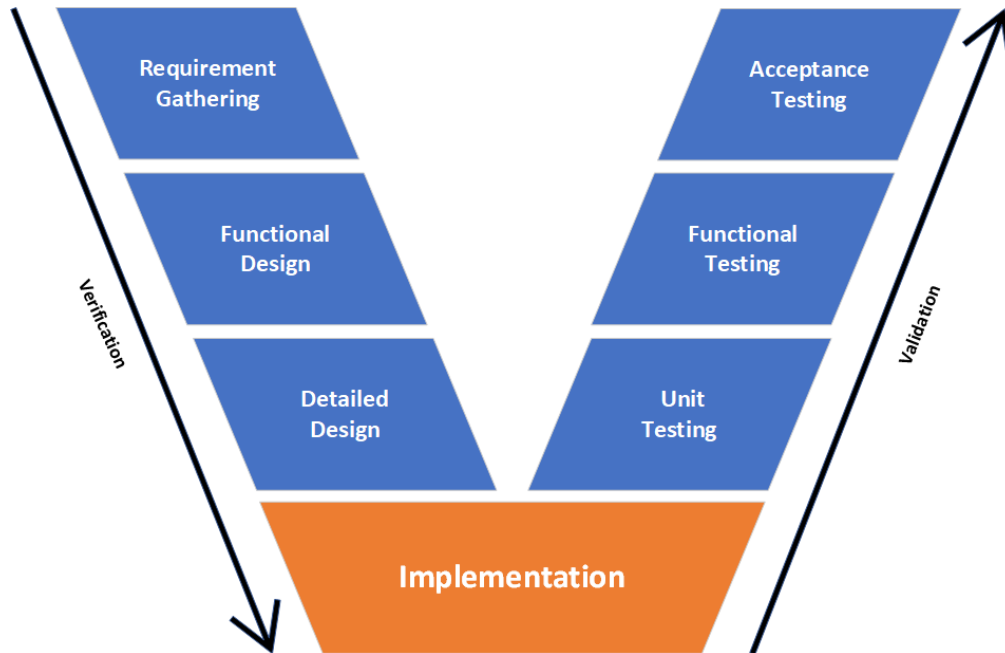 Requirement
Gathering
Acceptance
Testing
Functional
Design
Functional
Testing
Verification
Validation
Detailed
Design
Unit
Testing
Implementation